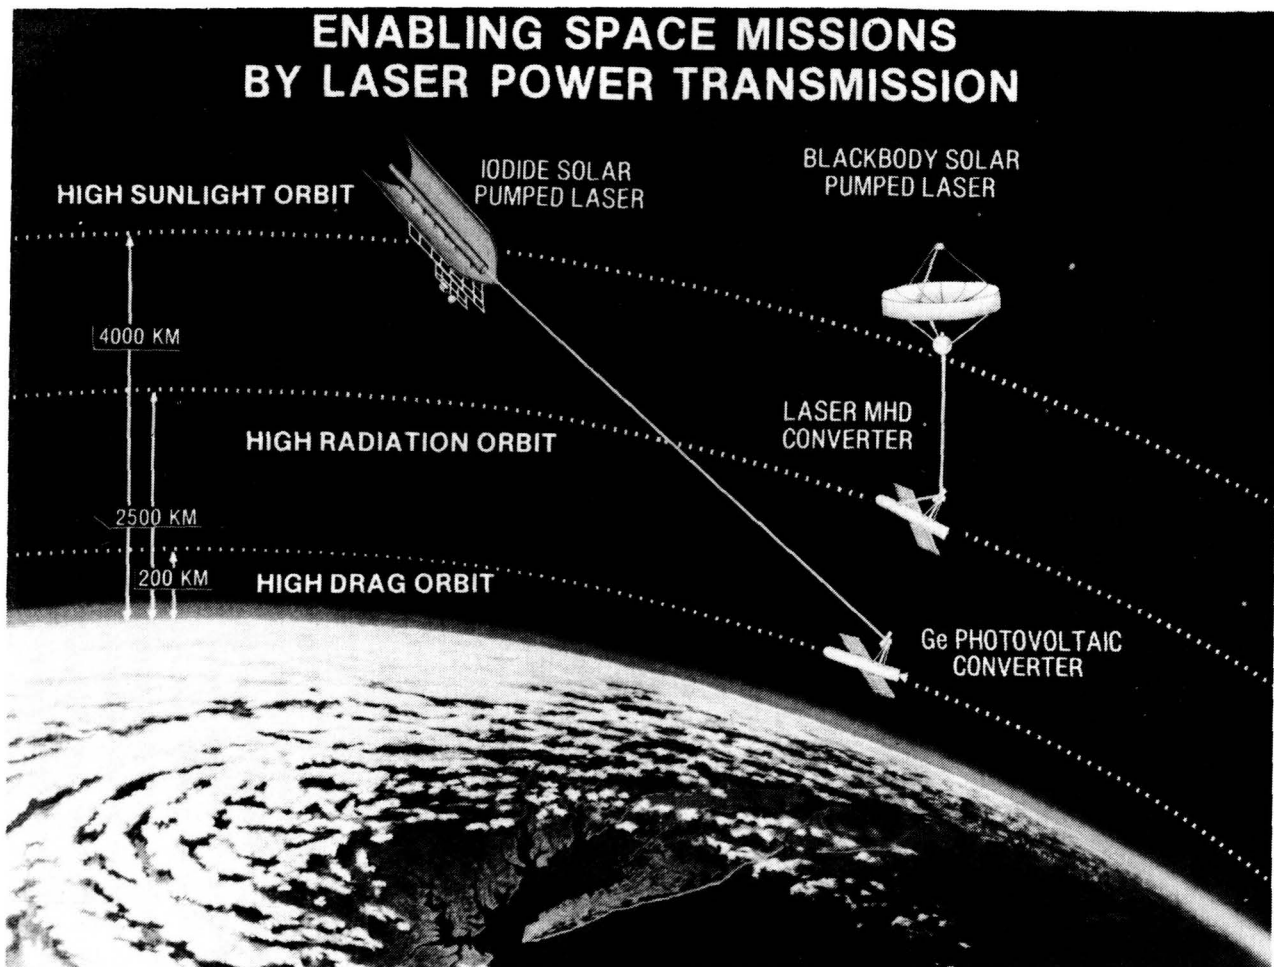 ENABLING SPACE MISSIONS
BY LASER POWER TRANSMISSION
IODIDE SOLAR
PUMPED LASER
BLACKBODY SOLAR
PUMPED LASER
HIGH SUNLIGHT ORBIT
4000 KM
LASER MHD
CONVERTER
HIGH RADIATION ORBIT
2500 KM
200 KM
HIGH DRAG ORBIT
Ge PHOTOVOLTAIC
CONVERTER